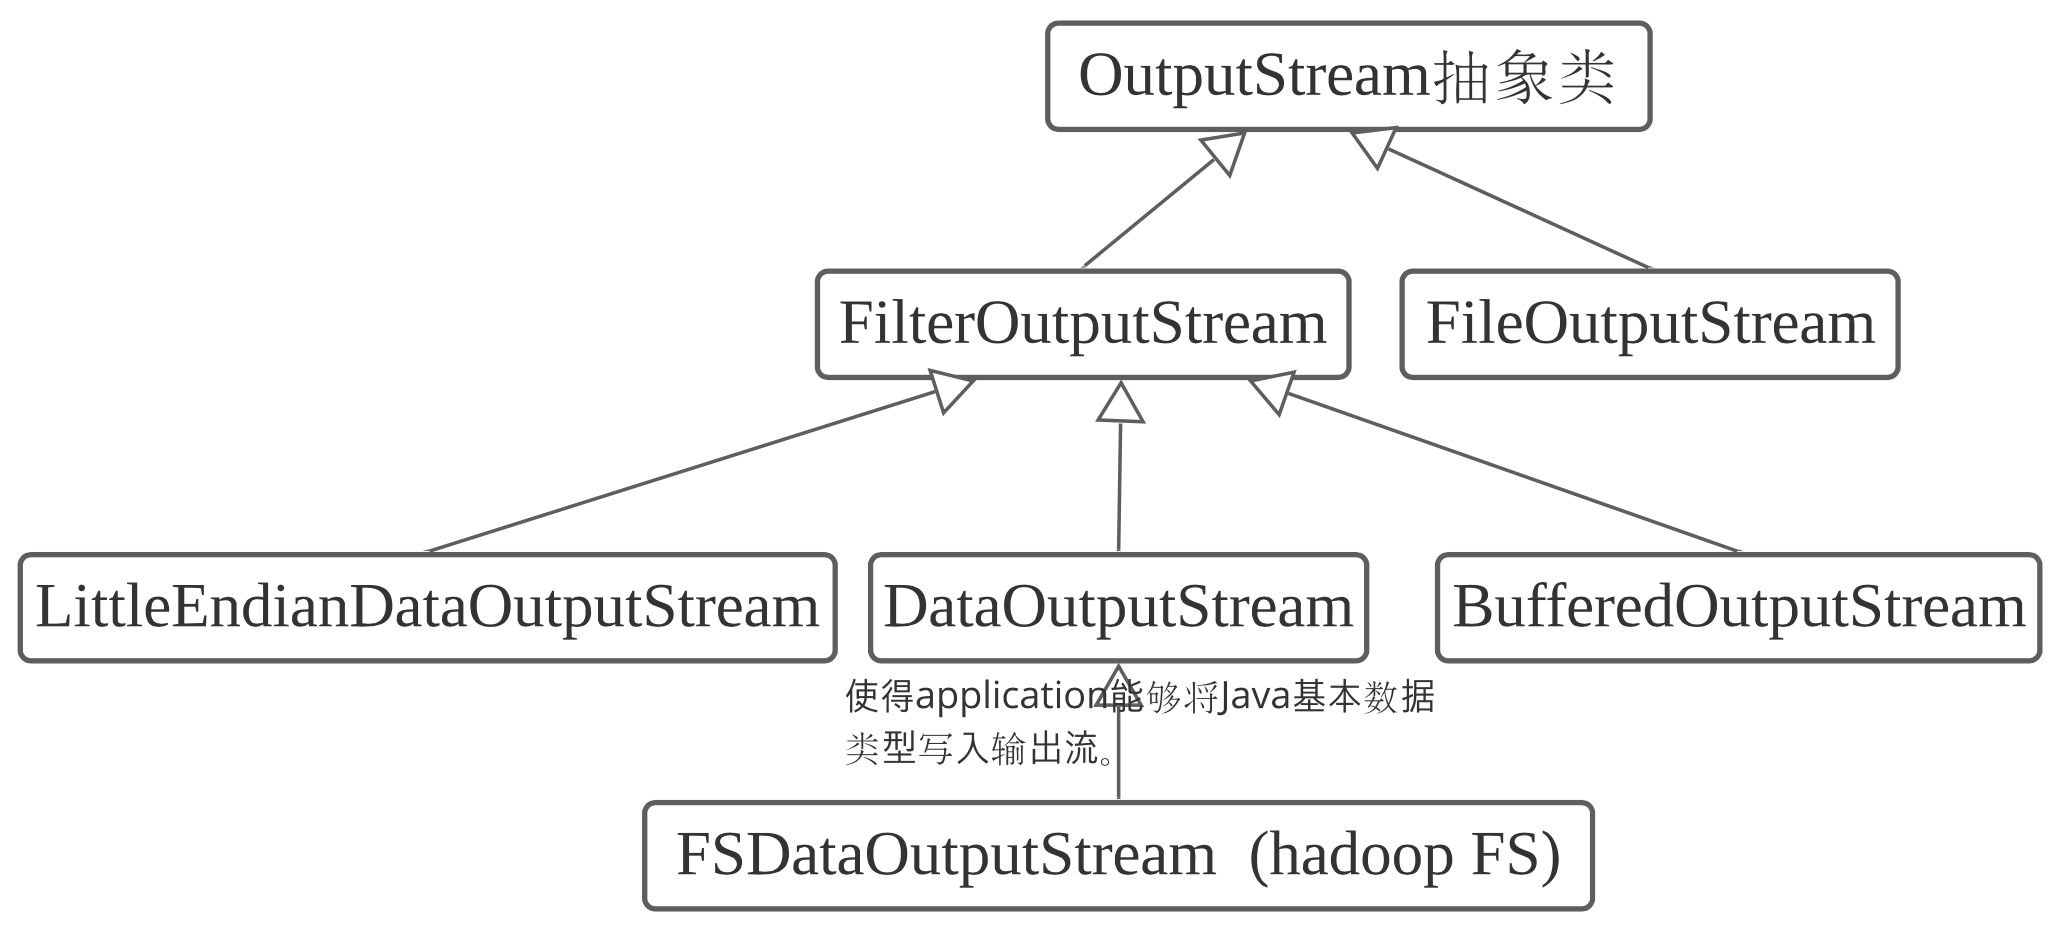 OutputStream抽象类
FilterOutputStream
FileOutputStream
LittleEndianDataOutputStream
DataOutputStream
BufferedOutputStream
使得application能够将Java基本数据
类型写入输出流。
FSDataOutputStream (hadoop FS)